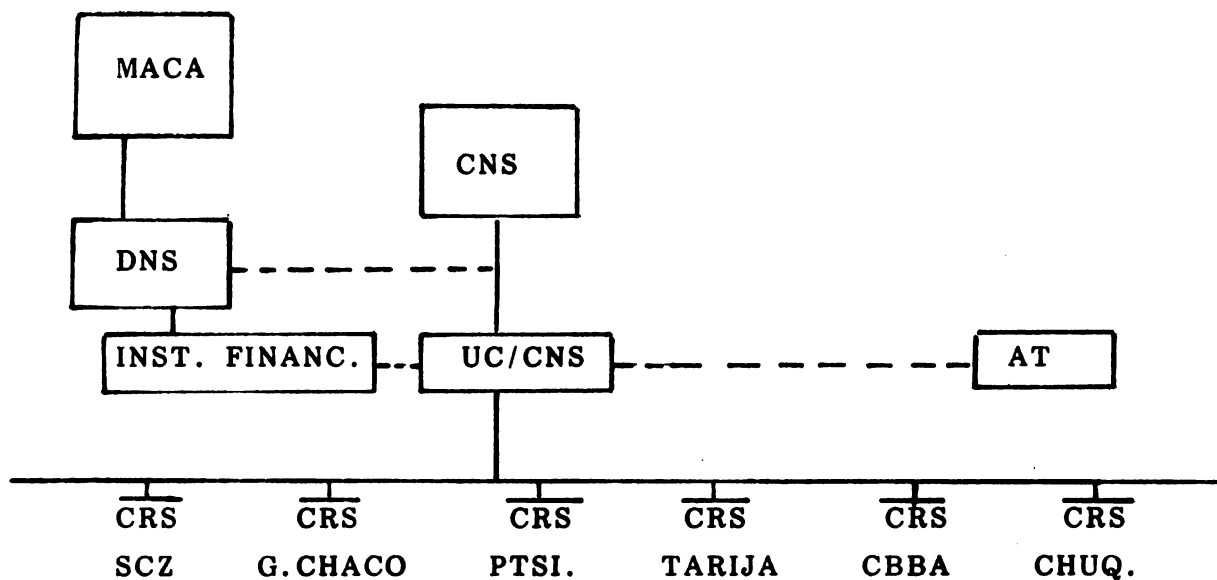 MACA
CNS
DNS
INST. FINANC. UC/CNS AT
CRS CRS CRS CRS CRS CRS
SCZ G.CHACO PTSI. TARIJA CBBA CHUQ.